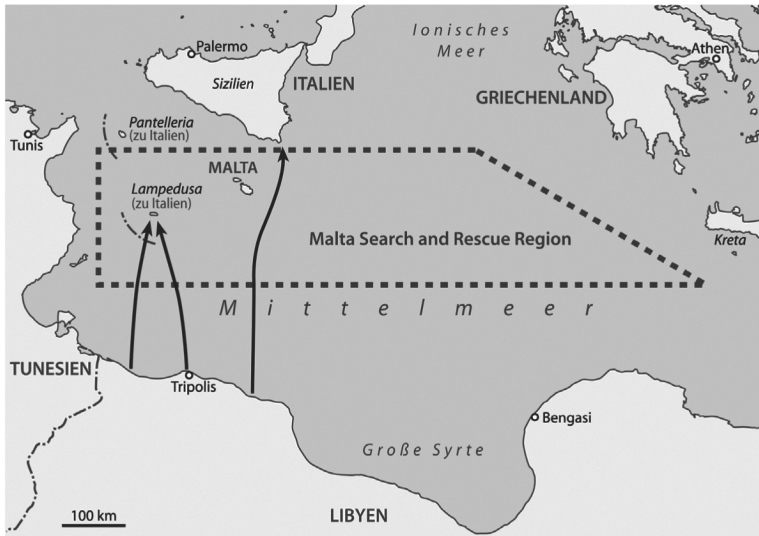 Ionisches
Meer
Palermo
Athen
Sizilien
ITALIEN
GRIECHENLAND
Pantelleria
(zu Italien)
Tunis
MALTA
Lampedusa
(zu Italien)
Malta Search and Rescue Region
Kreta
Mittelmeer
TUNESIEN
Tripolis
Bengasi
Große Syrte
100 km
LIBYEN